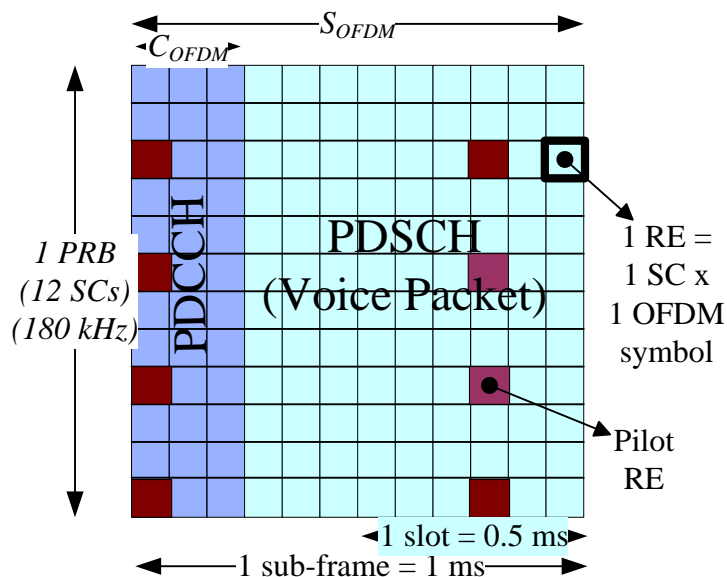 S_OFDM
C_OFDM
1 PRB
(12 SCs)
(180 kHz)
PDCCH
PDSCH
(Voice Packet)
1 RE =
1 SC x
1 OFDM
symbol
Pilot
RE
1 slot = 0.5 ms
1 sub-frame = 1 ms